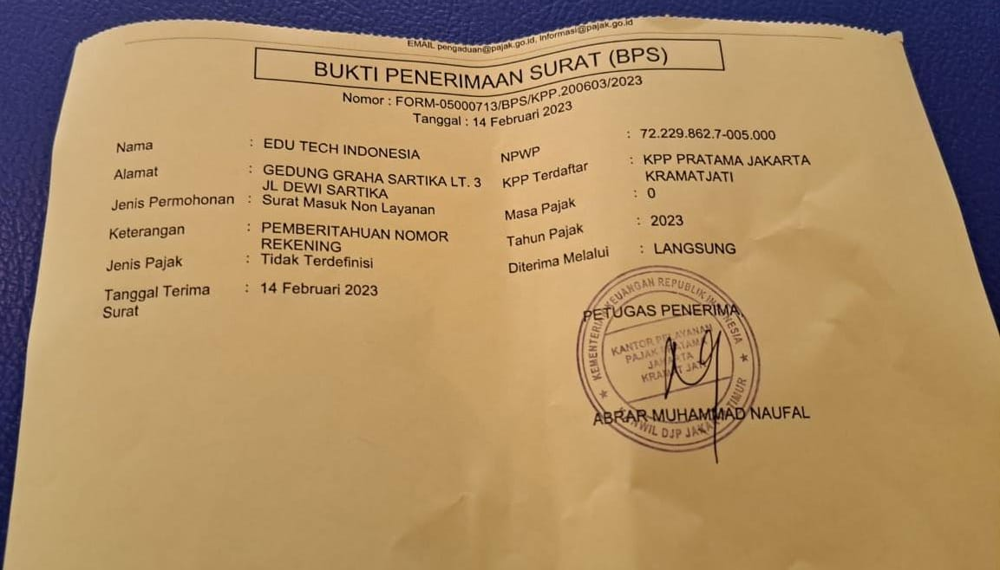 EMAIL pengaduan@pajak.go.id, Informasi@pajak.go.id
BUKTI PENERIMAAN SURAT (BPS)
Nomor : FORM-05000713/BPS/KPP.200603/2023
Tanggal : 14 Februari 2023
Nama : EDU TECH INDONESIA
Alamat : GEDUNG GRAHA SARTIKA LT. 3
JL DEWI SARTIKA
Jenis Permohonan : Surat Masuk Non Layanan
Keterangan : PEMBERITAHUAN NOMOR
REKENING
Jenis Pajak : Tidak Terdefinisi
Tanggal Terima : 14 Februari 2023
Surat
NPWP : 72.229.862.7-005.000
KPP Terdaftar : KPP PRATAMA JAKARTA
KRAMATJATI
Masa Pajak : 0
Tahun Pajak : 2023
Diterima Melalui : LANGSUNG
PETUGAS PENERIMA
KEMENTERIAN KEUANGAN REPUBLIK INDONESIA
KANTOR PELAYANAN
PAJAK PRATAMA
JAKARTA
KRAMAT JATI
KANWIL DJP JAKARTA TIMUR
ABRAR MUHAMMAD NAUFAL